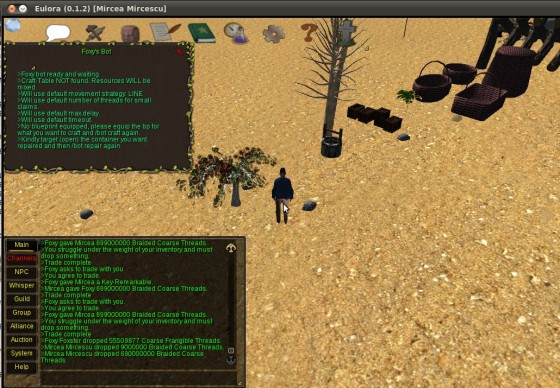 Eulora (0.1.2) [Mircea Mircescu]
Foxy's Bot
>Foxy bot ready and waiting.
>Craft Table NOT found. Resources WILL be
mixed.
>Will use default movement strategy: LINE
>Will use default number of threads for small
claims.
>Will use default max delay.
>Will use default timeout.
>No blueprint equipped, please equip the bp for
what you want to craft and /bot craft again.
>Kindly target (open) the container you want
repaired and then /bot repair again.
Main
Channels
NPC
Whisper
Guild
Group
Alliance
Auction
System
Help
>Foxy gave Mircea 699000000 Braided Coarse Threads.
>You struggle under the weight of your inventory and must
drop something.
>Trade complete
>Foxy asks to trade with you.
>You agree to trade.
>Foxy gave Mircea a Key-Remarkable.
>Mircea gave Foxy 699000000 Braided Coarse Threads.
>Trade complete
>Foxy asks to trade with you.
>You agree to trade.
>Foxy gave Mircea 699000000 Braided Coarse Threads.
>You struggle under the weight of your inventory and must
drop something.
>Trade complete
>Foxy Foxster dropped 55509877 Coarse Frangible Threads
>Mircea Mircescu dropped 9000000 Braided Coarse Threads
>Mircea Mircescu dropped 690000000 Braided Coarse
Threads